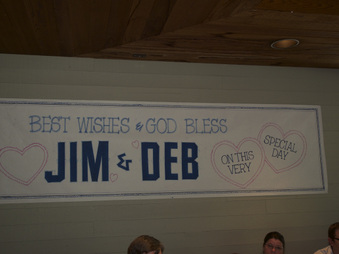 BEST WISHES & GOD BLESS
JIM & DEB
ON THIS
VERY
SPECIAL
DAY